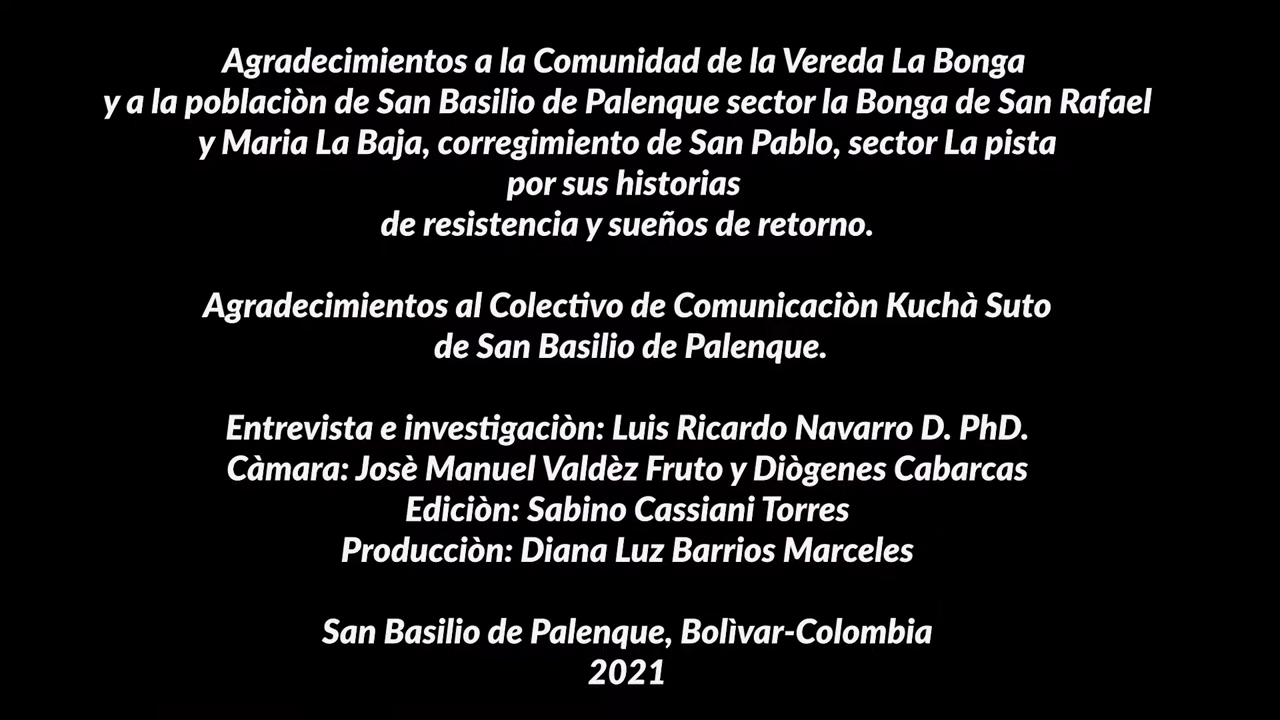 Agradecimientos a la Comunidad de la Vereda La Bonga
y a la poblaciòn de San Basilio de Palenque sector la Bonga de San Rafael
y Maria La Baja, corregimiento de San Pablo, sector La pista
por sus historias
de resistencia y sueños de retorno.
Agradecimientos al Colectivo de Comunicaciòn Kuchà Suto
de San Basilio de Palenque.
Entrevista e investigaciòn: Luis Ricardo Navarro D. PhD.
Càmara: Josè Manuel Valdèz Fruto y Diògenes Cabarcas
Ediciòn: Sabino Cassiani Torres
Producciòn: Diana Luz Barrios Marceles
San Basilio de Palenque, Bolìvar-Colombia
2021